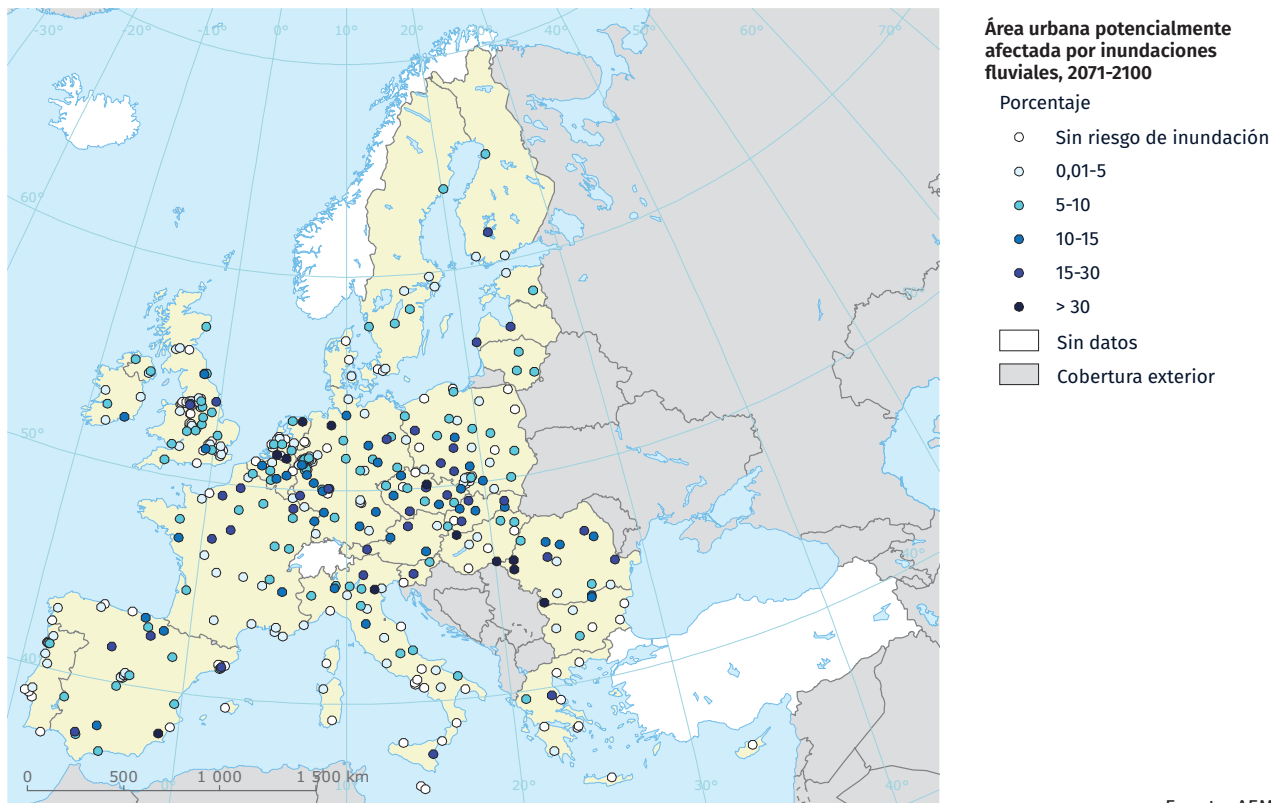 -30°
-20°
-10°
0°
10°
20°
30°
40°
50°
70°
60°
50°
40°
40°
0°
10°
20°
30°
0 500 1 000 1 500 km
Área urbana potencialmente
afectada por inundaciones
fluviales, 2071-2100
Porcentaje
Sin riesgo de inundación
0,01-5
5-10
10-15
15-30
> 30
Sin datos
Cobertura exterior